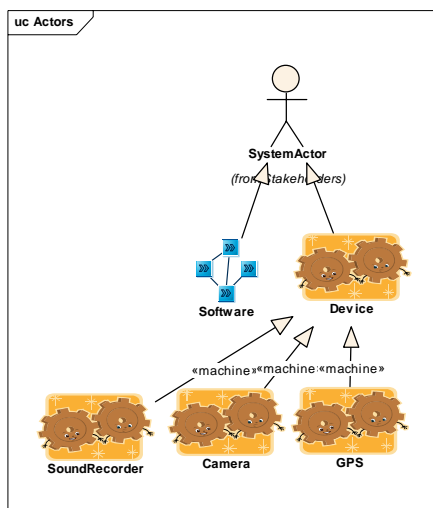 uc Actors
SystemActor
(from Stakeholders)
Software
Device
«machine»
«machine»
«machine»
SoundRecorder
Camera
GPS